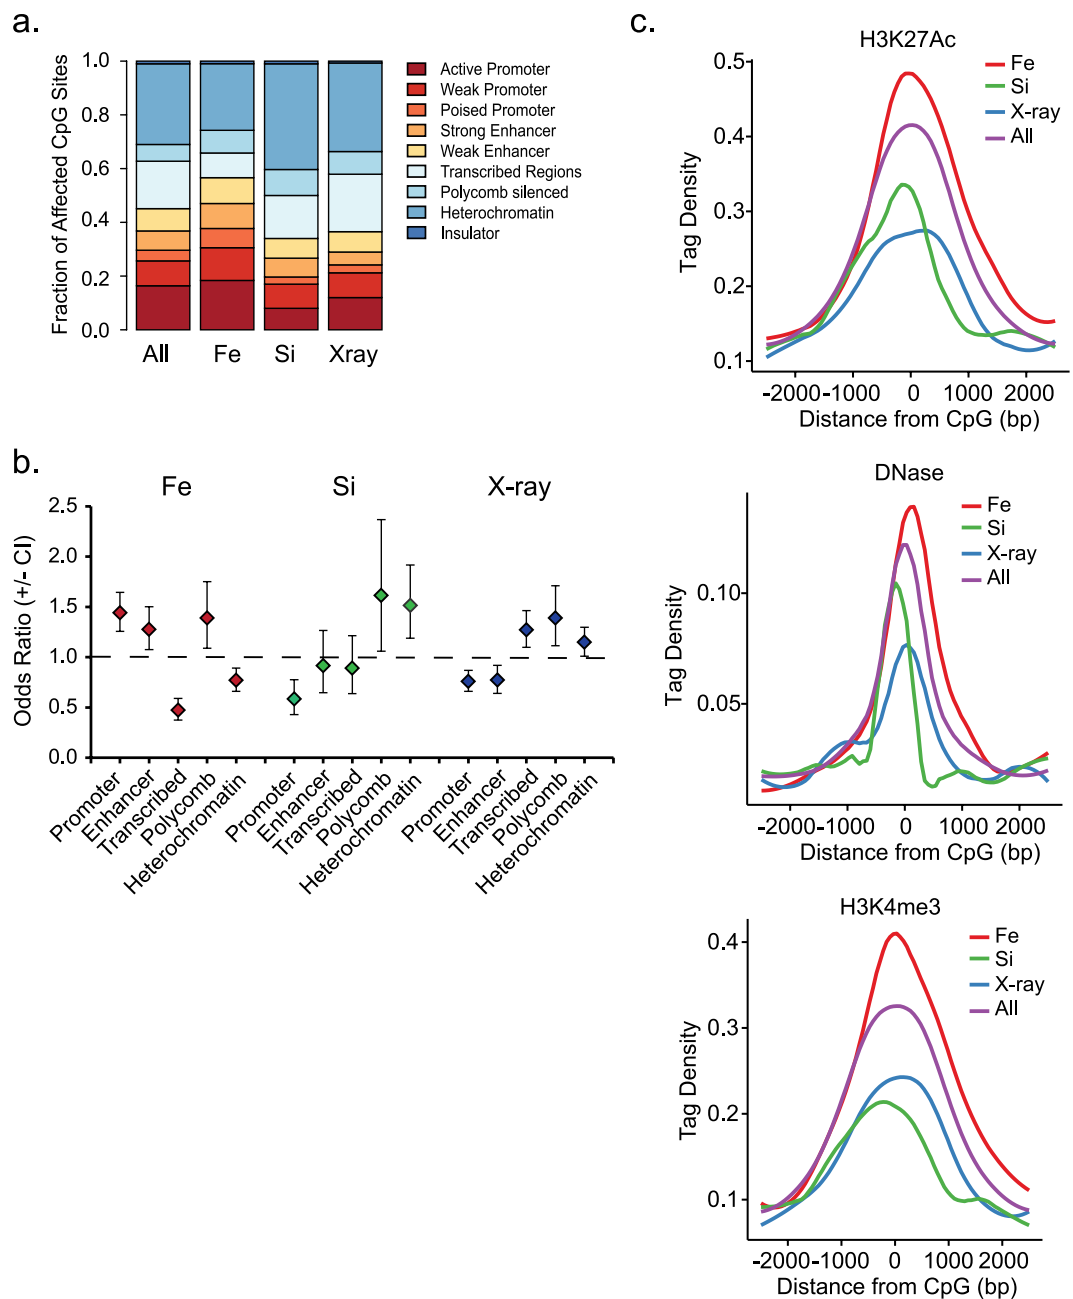 a.
Fraction of Affected CpG Sites
1.0
0.8
0.6
0.4
0.2
0.0
All Fe Si Xray
Active Promoter
Weak Promoter
Poised Promoter
Strong Enhancer
Weak Enhancer
Transcribed Regions
Polycomb silenced
Heterochromatin
Insulator
b.
Fe Si X-ray
Odds Ratio (+/- CI)
2.5
2.0
1.5
1.0
0.5
0.0
Promoter
Enhancer
Transcribed
Polycomb
Heterochromatin
Promoter
Enhancer
Transcribed
Polycomb
Heterochromatin
Promoter
Enhancer
Transcribed
Polycomb
Heterochromatin
c.
H3K27Ac
Fe
Si
X-ray
All
Tag Density
0.5
0.4
0.3
0.2
0.1
-2000 -1000 0 1000 2000
Distance from CpG (bp)
DNase
Fe
Si
X-ray
All
Tag Density
0.10
0.05
-2000 -1000 0 1000 2000
Distance from CpG (bp)
H3K4me3
Fe
Si
X-ray
All
Tag Density
0.4
0.3
0.2
0.1
-2000 -1000 0 1000 2000
Distance from CpG (bp)